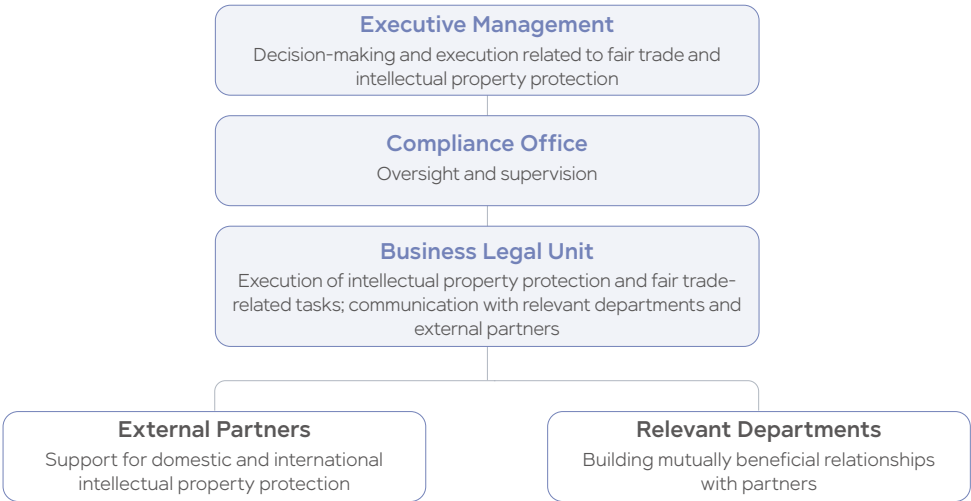 Executive Management
Decision-making and execution related to fair trade and
intellectual property protection
Compliance Office
Oversight and supervision
Business Legal Unit
Execution of intellectual property protection and fair trade-
related tasks; communication with relevant departments and
external partners
External Partners
Support for domestic and international
intellectual property protection
Relevant Departments
Building mutually beneficial relationships
with partners